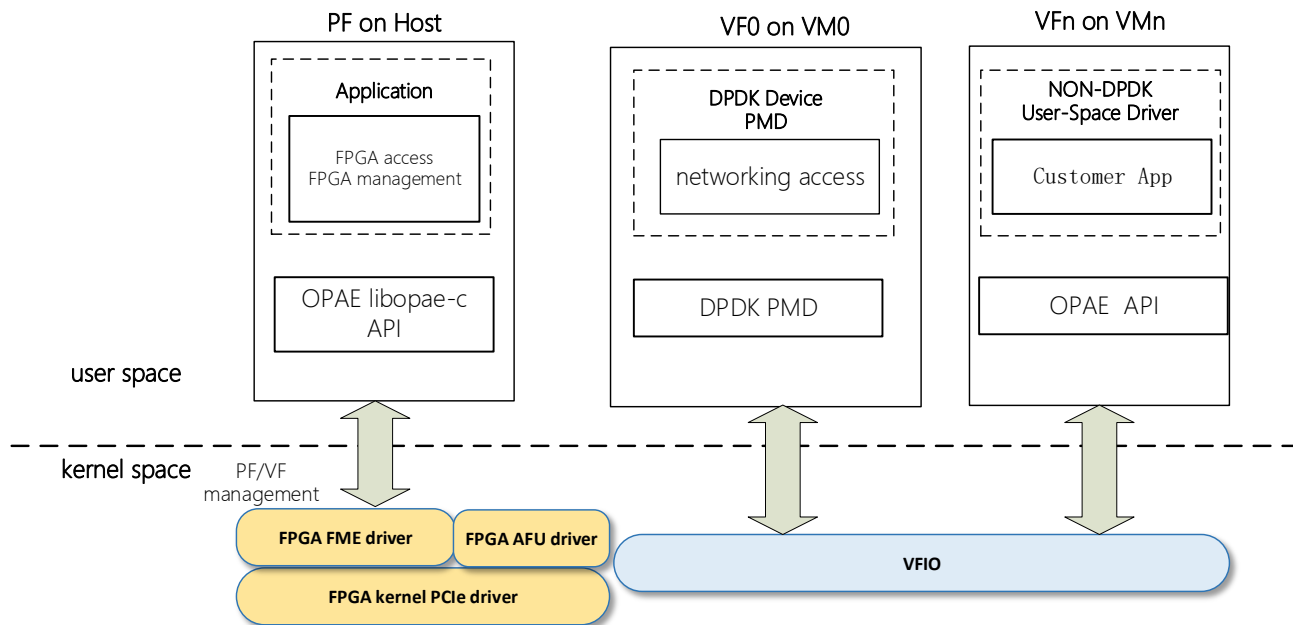 PF on Host
Application
FPGA access
FPGA management
OPAE libopae-c
API
VF0 on VM0
DPDK Device
PMD
networking access
DPDK PMD
VFn on VMn
NON-DPDK
User-Space Driver
Customer App
OPAE  API
user space
kernel space
PF/VF
management
FPGA FME driver
FPGA AFU driver
FPGA kernel PCIe driver
VFIO